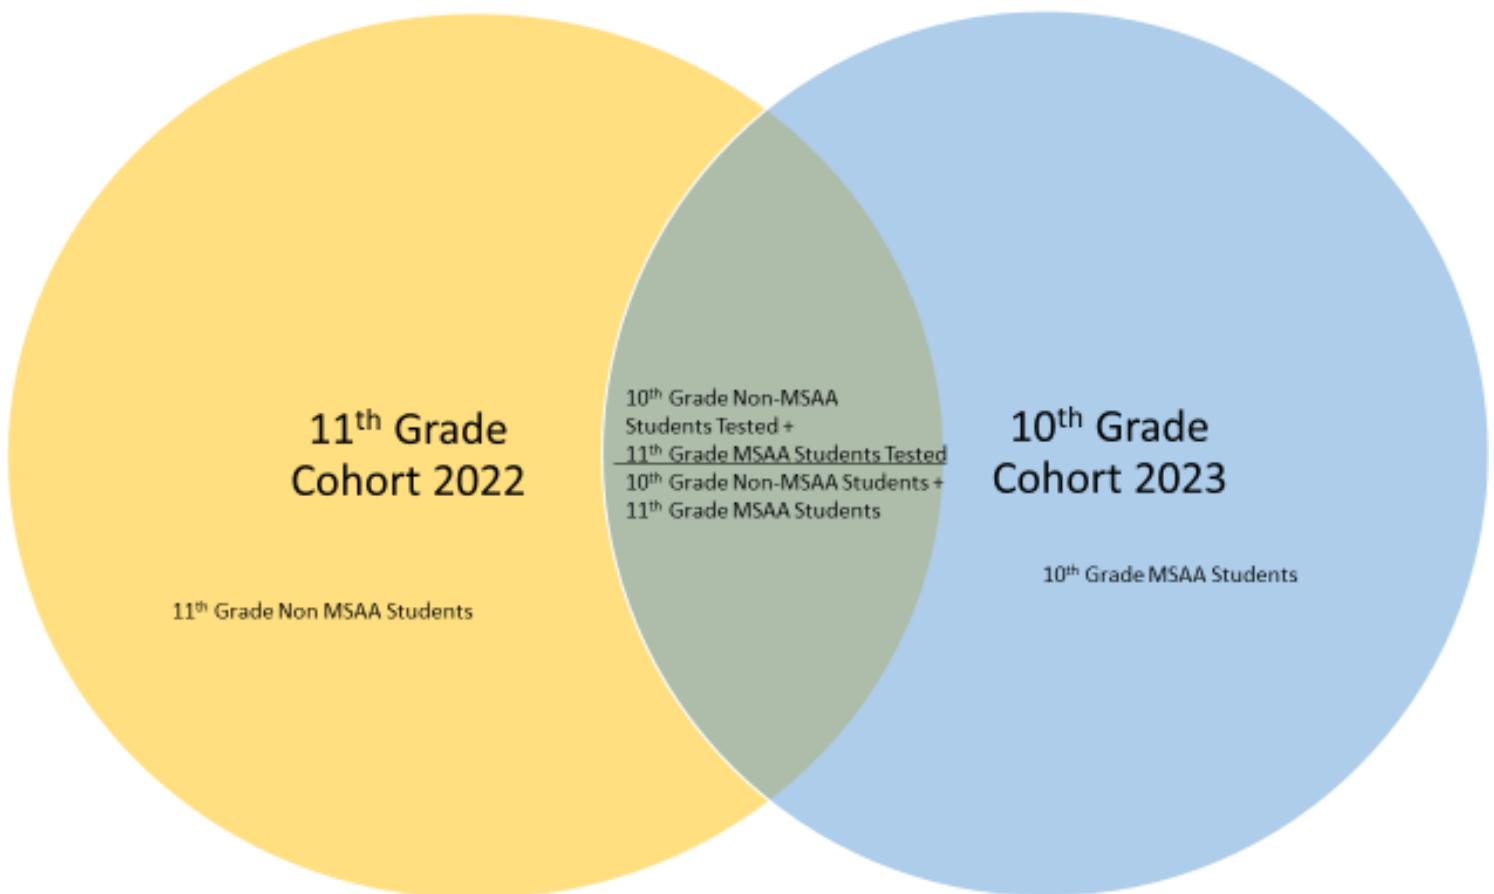 11th Grade
Cohort 2022
11th Grade Non MSAA Students
10th Grade Non-MSAA
Students Tested +
11th Grade MSAA Students Tested
10th Grade Non-MSAA Students +
11th Grade MSAA Students
10th Grade
Cohort 2023
10th Grade MSAA Students